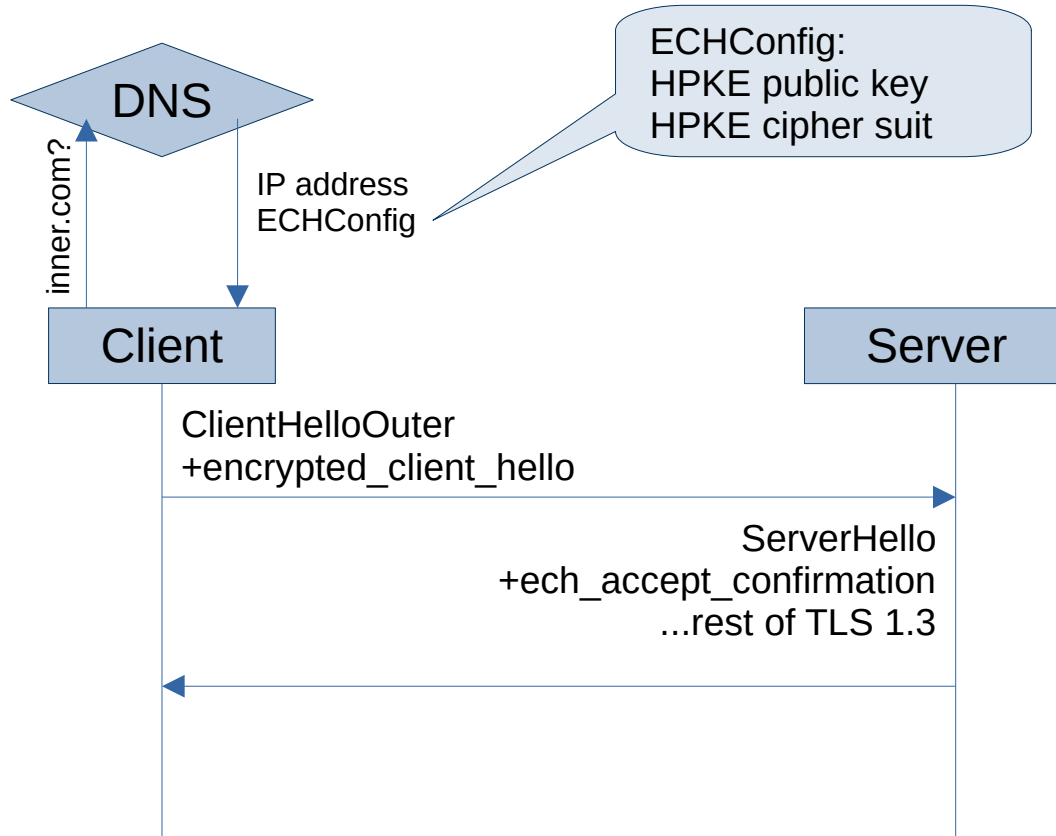 ECHConfig:
HPKE public key
HPKE cipher suit
DNS
inner.com?
IP address
ECHConfig
Client
Server
ClientHelloOuter
+encrypted_client_hello
ServerHello
+ech_accept_confirmation
...rest of TLS 1.3